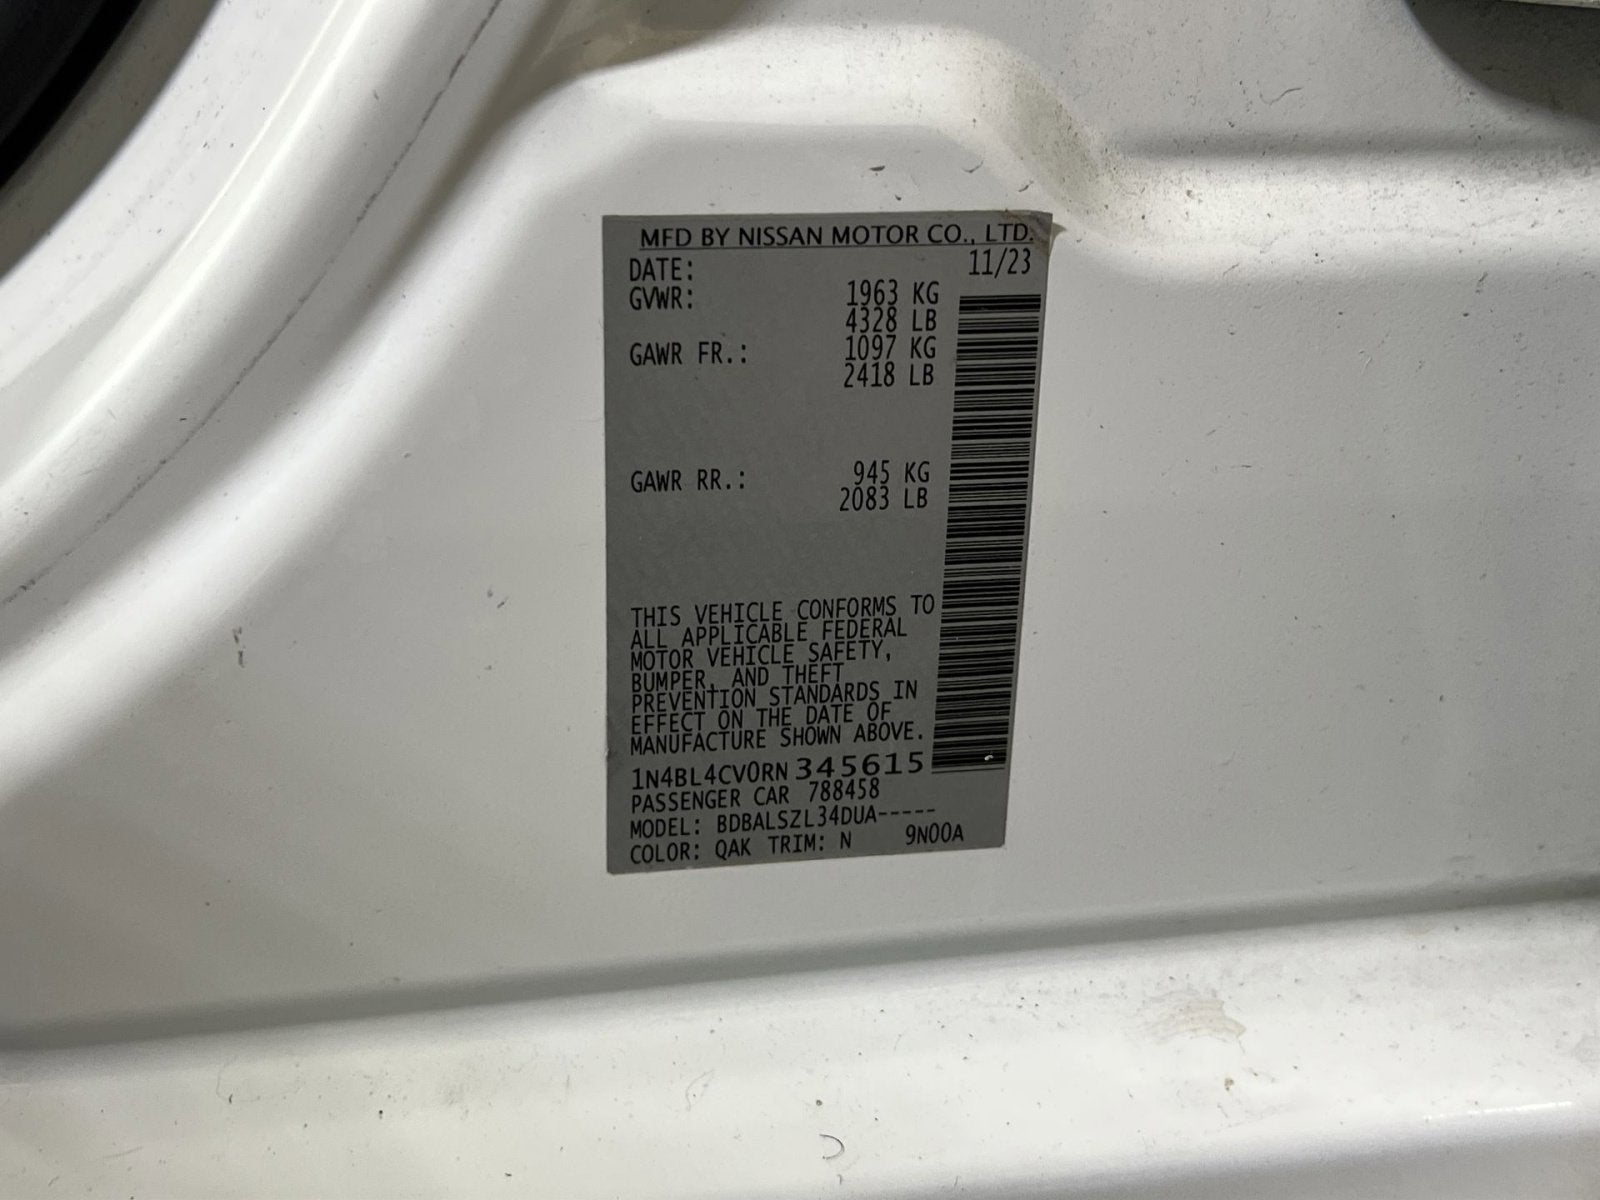 MFD BY NISSAN MOTOR CO., LTD.
DATE: 11/23
GVWR: 1963 KG
4328 LB
GAWR FR.: 1097 KG
2418 LB
GAWR RR.: 945 KG
2083 LB
THIS VEHICLE CONFORMS TO
ALL APPLICABLE FEDERAL
MOTOR VEHICLE SAFETY,
BUMPER, AND THEFT
PREVENTION STANDARDS IN
EFFECT ON THE DATE OF
MANUFACTURE SHOWN ABOVE.
1N4BL4CV0RN 345615
PASSENGER CAR 788458
MODEL: BDBALSZL34DUA-----
COLOR: QAK TRIM: N 9N00A